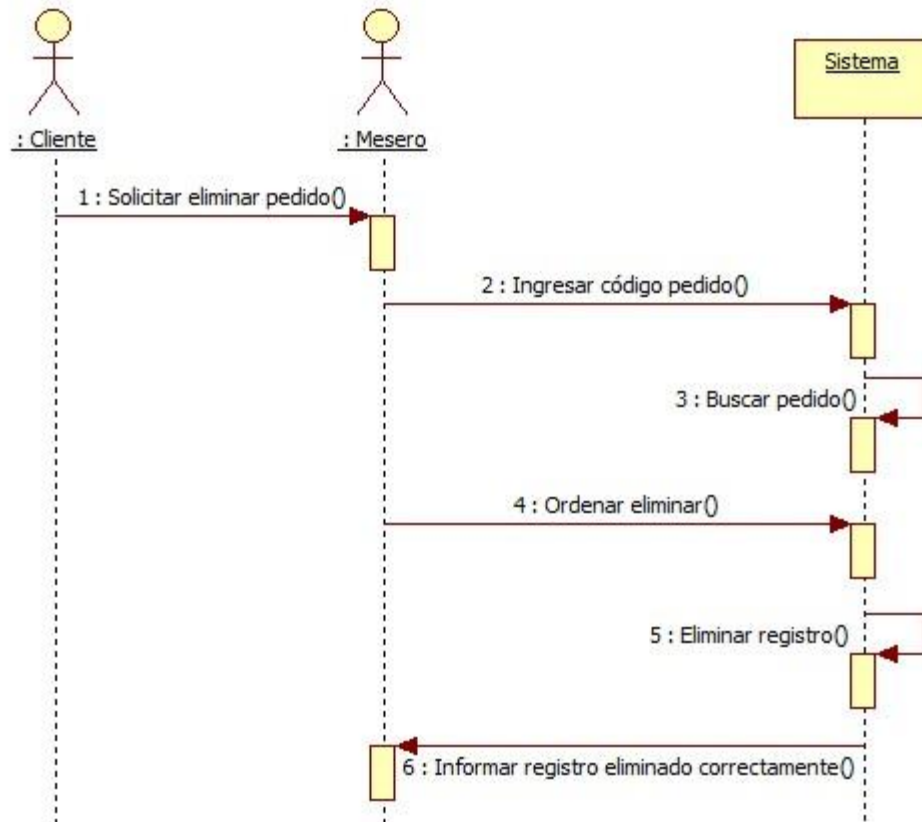 : Cliente
: Mesero
Sistema
1 : Solicitar eliminar pedido()
2 : Ingresar código pedido()
3 : Buscar pedido()
4 : Ordenar eliminar()
5 : Eliminar registro()
6 : Informar registro eliminado correctamente()